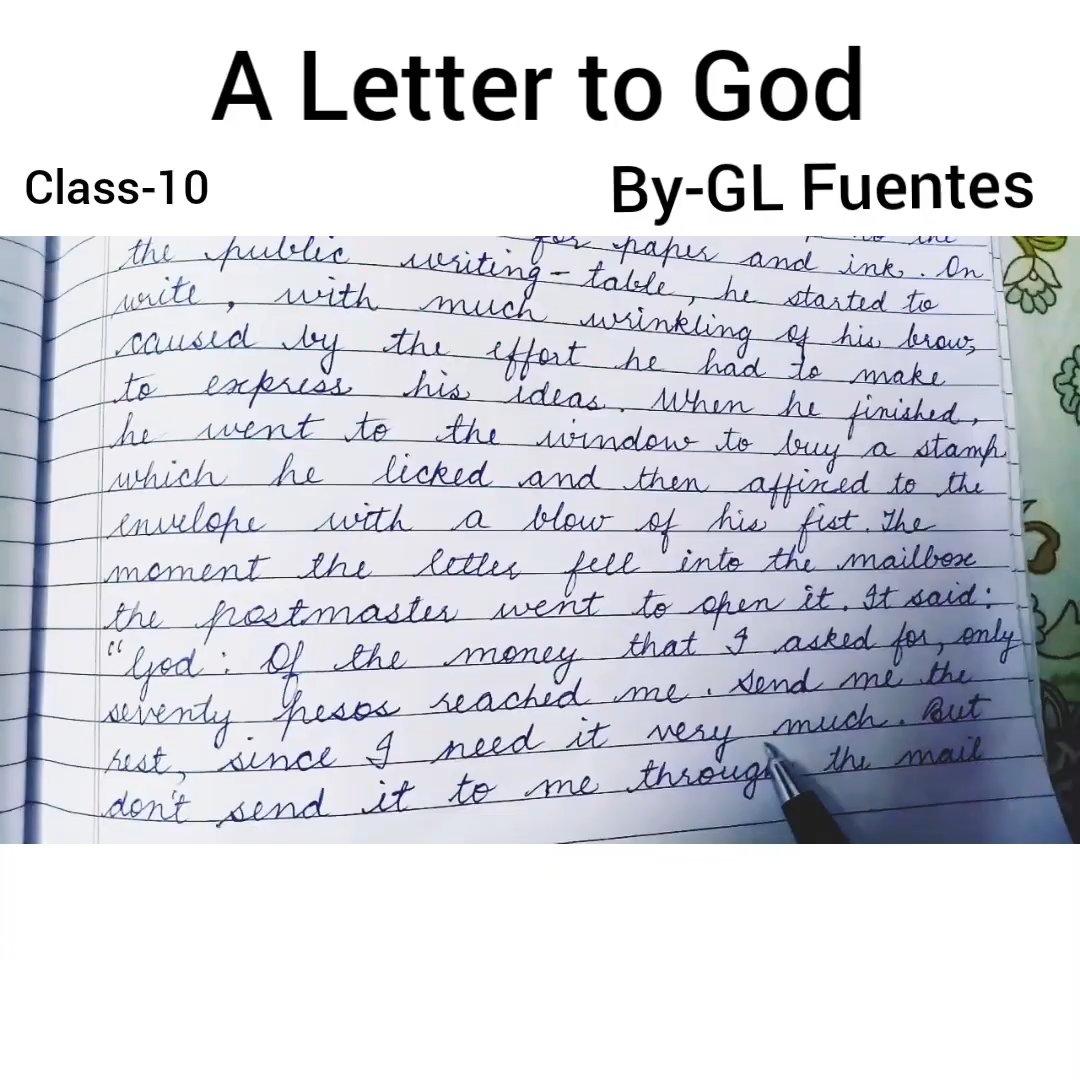 A Letter to God
Class-10
By-GL Fuentes
for paper and ink. On
the public writing-table, he started to
write, with much wrinkling of his brow,
caused by the effort he had to make
to express his ideas. When he finished,
he went to the window to buy a stamp
which he licked and then affixed to the
envelope with a blow of his fist. The
moment the letter fell into the mailbox
the postmaster went to open it. It said:
"God: Of the money that I asked for, only
seventy pesos reached me. Send me the
rest, since I need it very much. But
don't send it to me through the mail